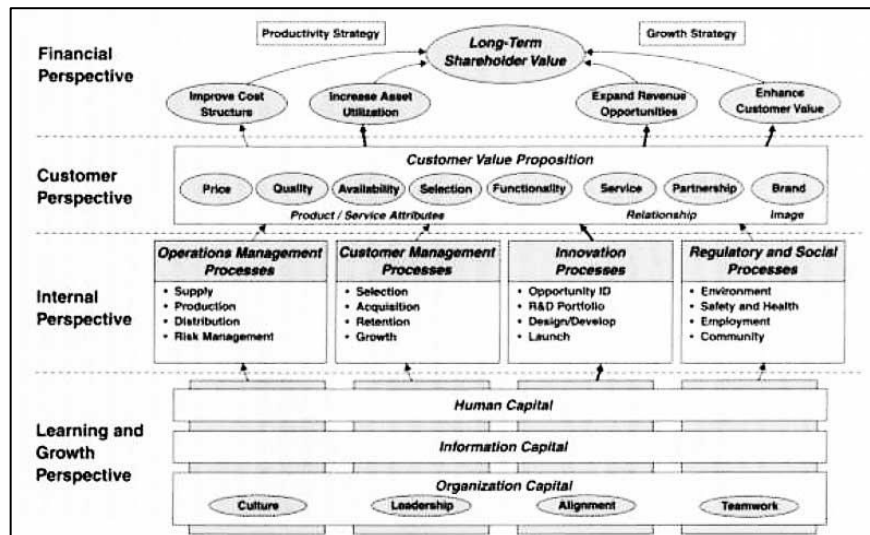 Financial
Perspective
Productivity Strategy
Long-Term
Shareholder Value
Growth Strategy
Improve Cost
Structure
Increase Asset
Utilization
Expand Revenue
Opportunities
Enhance
Customer Value
Customer
Perspective
Customer Value Proposition
Price
Quality
Availability
Selection
Functionality
Service
Partnership
Brand
Product / Service Attributes
Relationship
Image
Internal
Perspective
Operations Management
Processes
• Supply
• Production
• Distribution
• Risk Management
Customer Management
Processes
• Selection
• Acquisition
• Retention
• Growth
Innovation
Processes
• Opportunity ID
• R&D Portfolio
• Design/Develop
• Launch
Regulatory and Social
Processes
• Environment
• Safety and Health
• Employment
• Community
Learning and
Growth
Perspective
Human Capital
Information Capital
Organization Capital
Culture
Leadership
Alignment
Teamwork